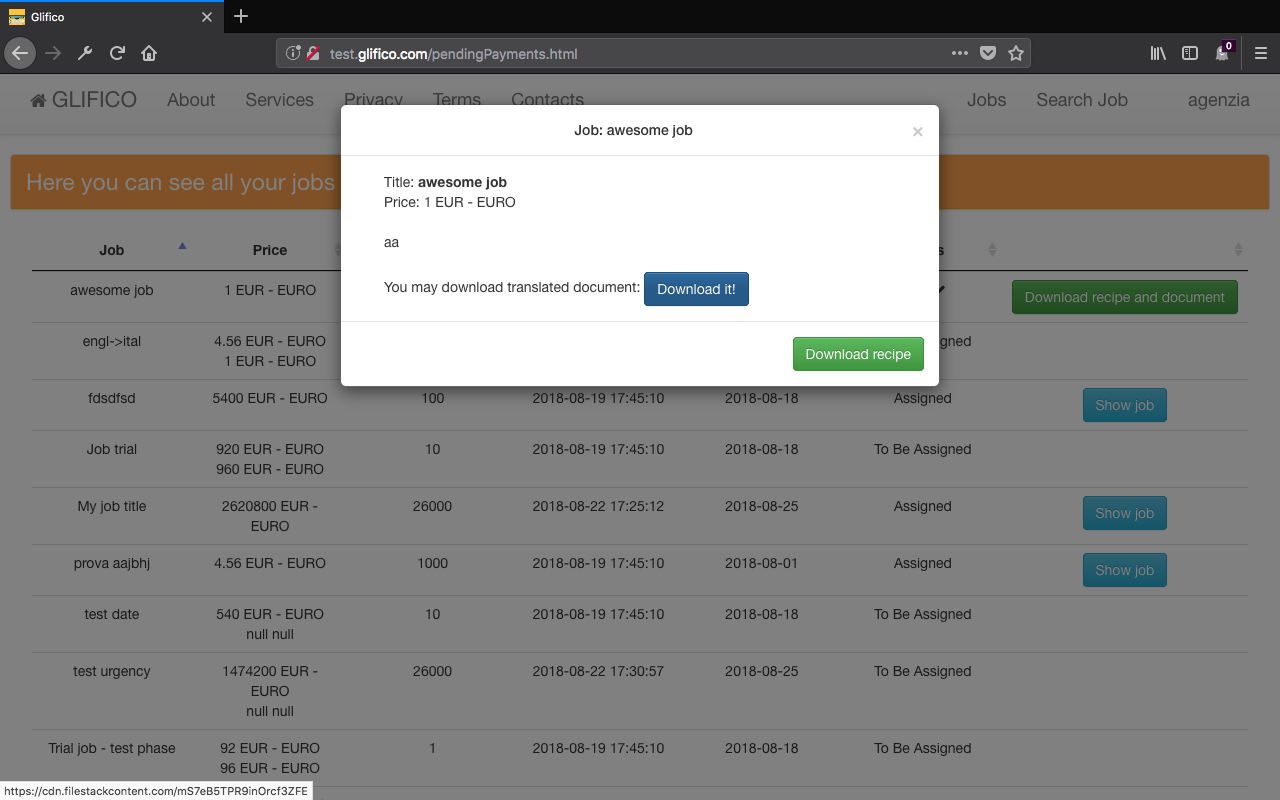 Glifico
0
test.glifico.com/pendingPayments.html
GLIFICO About Services Privacy Terms Contacts Jobs Search Job agenzia
Here you can see all your jobs
Job: awesome job ×
Title: awesome job
Price: 1 EUR - EURO
aa
You may download translated document: Download it!
Download recipe
Job Price
awesome job 1 EUR - EURO Download recipe and document
engl->ital 4.56 EUR - EURO
1 EUR - EURO
fdsdfsd 5400 EUR - EURO 100 2018-08-19 17:45:10 2018-08-18 Assigned Show job
Job trial 920 EUR - EURO 10 2018-08-19 17:45:10 2018-08-18 To Be Assigned
960 EUR - EURO
My job title 2620800 EUR - 26000 2018-08-22 17:25:12 2018-08-25 Assigned Show job
EURO
prova aajbhj 4.56 EUR - EURO 1000 2018-08-19 17:45:10 2018-08-01 Assigned Show job
test date 540 EUR - EURO 10 2018-08-19 17:45:10 2018-08-18 To Be Assigned
null null
test urgency 1474200 EUR - 26000 2018-08-22 17:30:57 2018-08-25 To Be Assigned
EURO
null null
Trial job - test phase 92 EUR - EURO 1 2018-08-19 17:45:10 2018-08-18 To Be Assigned
96 EUR - EURO
https://cdn.filestackcontent.com/mS7eB5TPR9inOrcf3ZFE